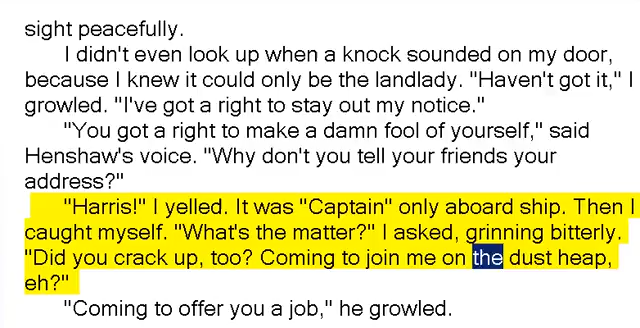 sight peacefully.
I didn't even look up when a knock sounded on my door,
because I knew it could only be the landlady. "Haven't got it," I
growled. "I've got a right to stay out my notice."
"You got a right to make a damn fool of yourself," said
Henshaw's voice. "Why don't you tell your friends your
address?"
"Harris!" I yelled. It was "Captain" only aboard ship. Then I
caught myself. "What's the matter?" I asked, grinning bitterly.
"Did you crack up, too? Coming to join me on the dust heap,
eh?"
"Coming to offer you a job," he growled.